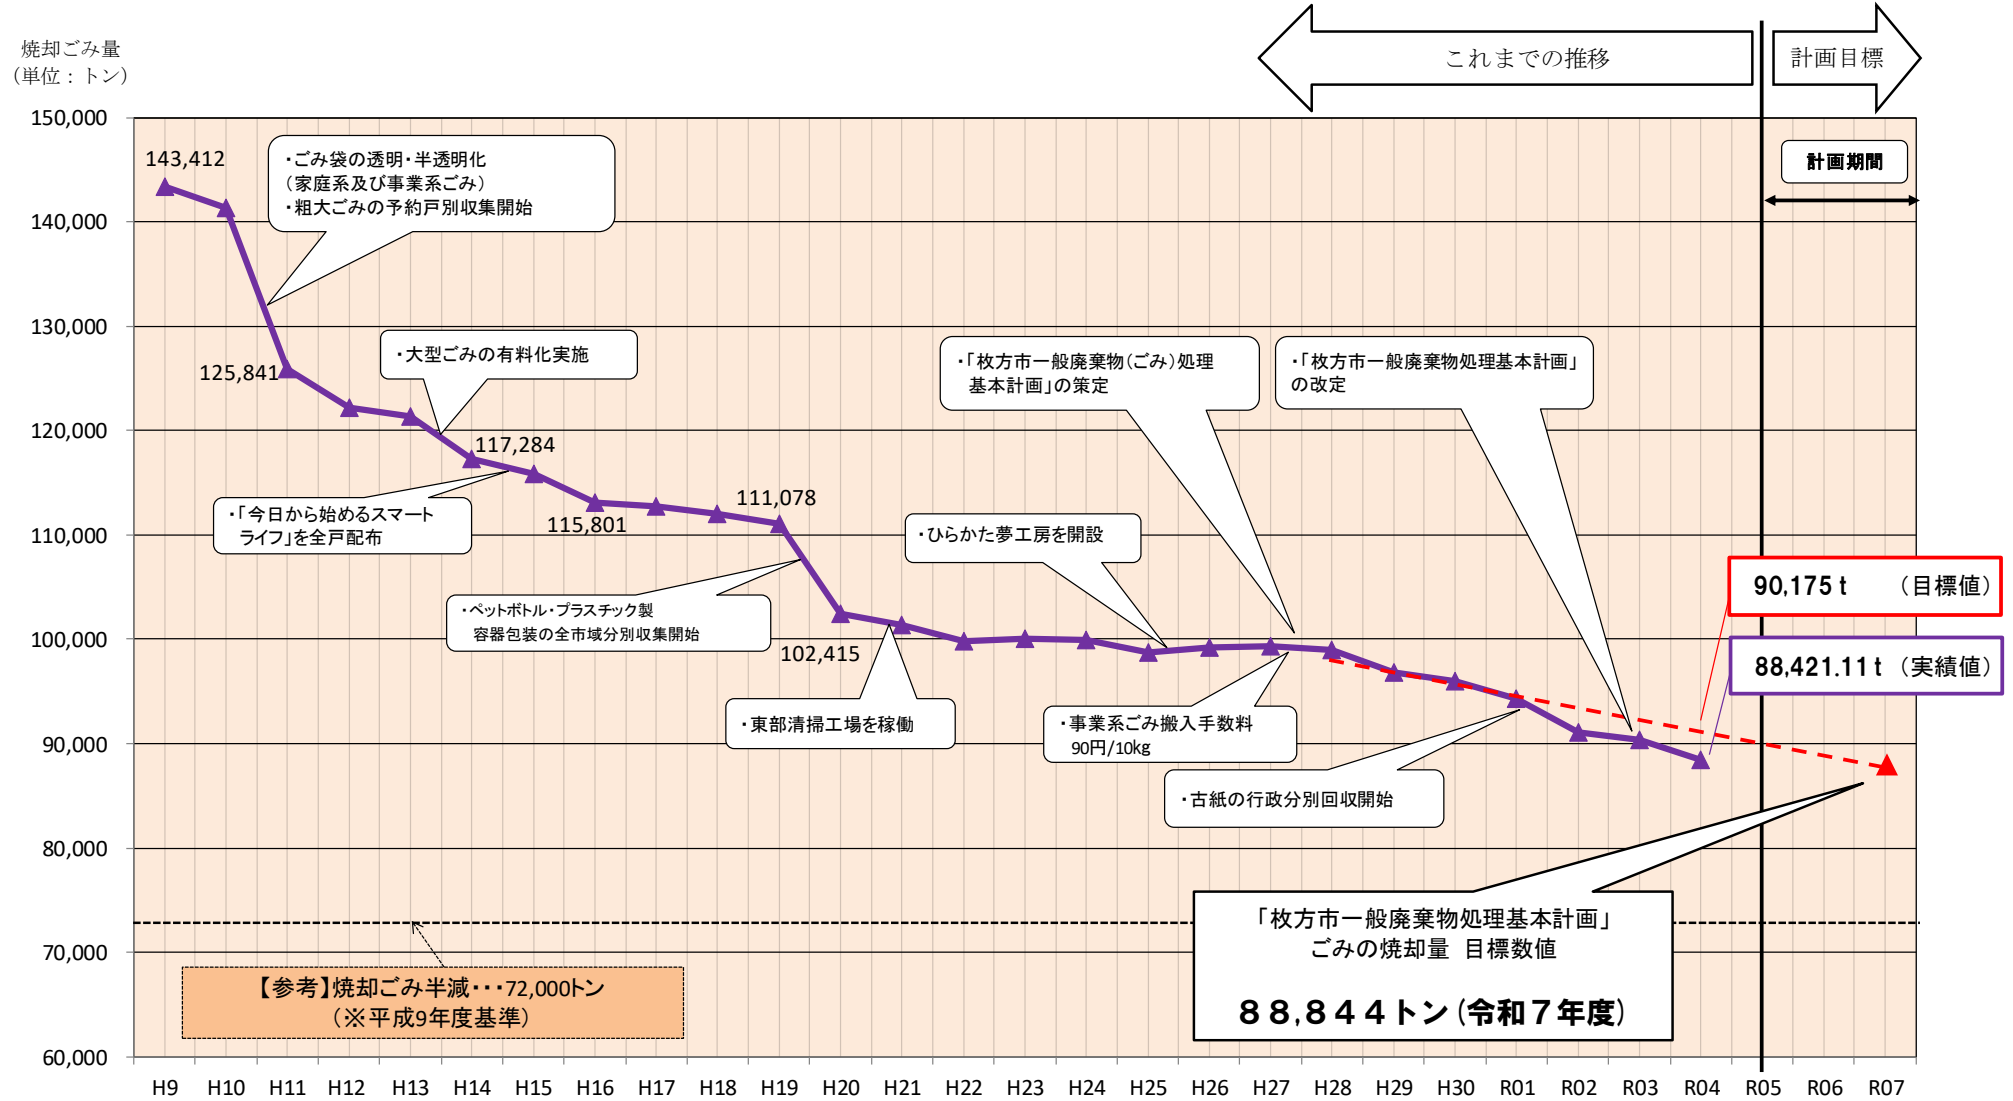 焼却ごみ量
（単位：トン）
これまでの推移
計画目標
計画期間
150,000
140,000
130,000
120,000
110,000
100,000
90,000
80,000
70,000
60,000
143,412
・ごみ袋の透明・半透明化
（家庭系及び事業系ごみ）
・粗大ごみの予約戸別収集開始
125,841
・大型ごみの有料化実施
117,284
・「今日から始めるスマート
ライフ」を全戸配布
115,801
111,078
・ペットボトル・プラスチック製
容器包装の全市域分別収集開始
102,415
・東部清掃工場を稼働
・ひらかた夢工房を開設
・「枚方市一般廃棄物（ごみ）処理
基本計画」の策定
・事業系ごみ搬入手数料
90円/10kg
・「枚方市一般廃棄物処理基本計画」
の改定
・古紙の行政分別回収開始
90,175ｔ （目標値）
88,421.11ｔ （実績値）
「枚方市一般廃棄物処理基本計画」
ごみの焼却量 目標数値
８８,８４４トン（令和７年度）
【参考】焼却ごみ半減・・・72,000トン
（※平成9年度基準）
H9 H10 H11 H12 H13 H14 H15 H16 H17 H18 H19 H20 H21 H22 H23 H24 H25 H26 H27 H28 H29 H30 R01 R02 R03 R04 R05 R06 R07